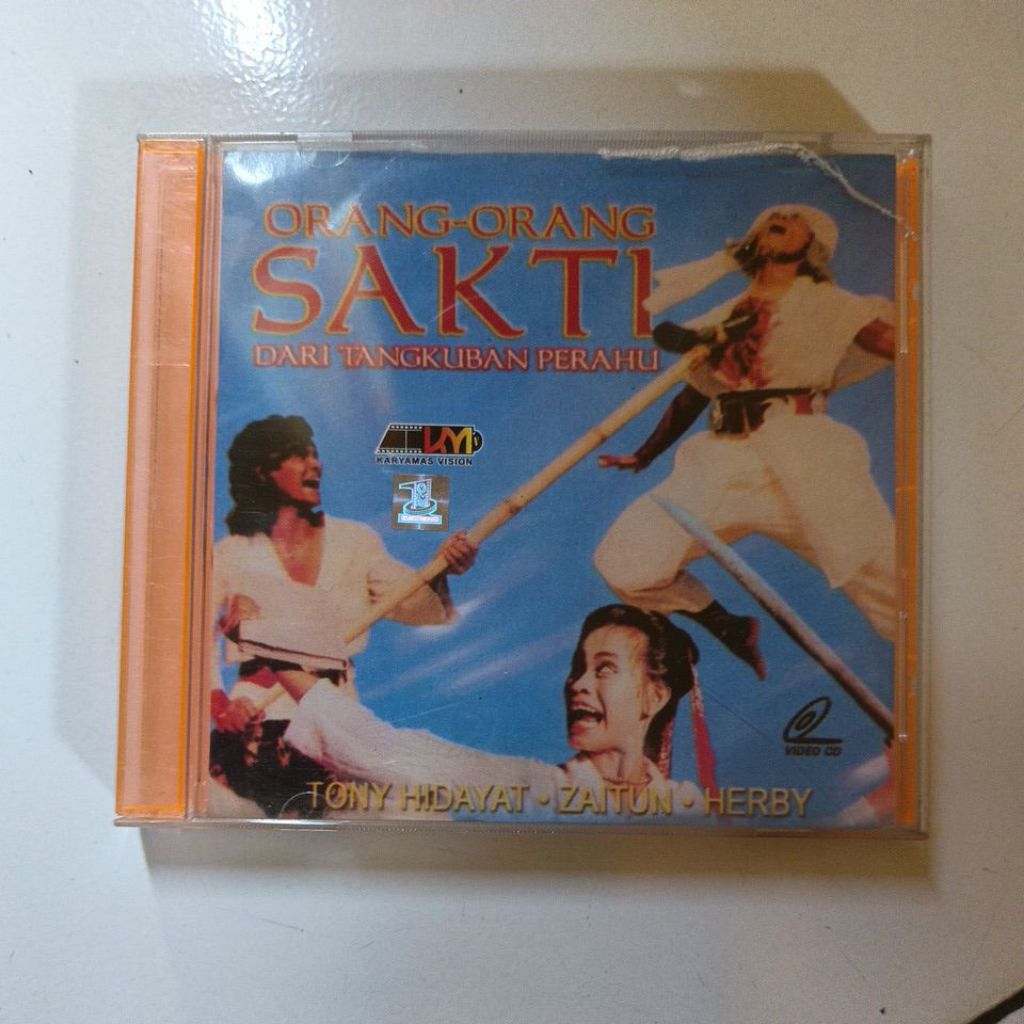 ORANG-ORANG
SAKTI
DARI TANGKUBAN PERAHU
KARYAMAS VISION
VIDEO CD
TONY HIDAYAT • ZAITUN • HERBY